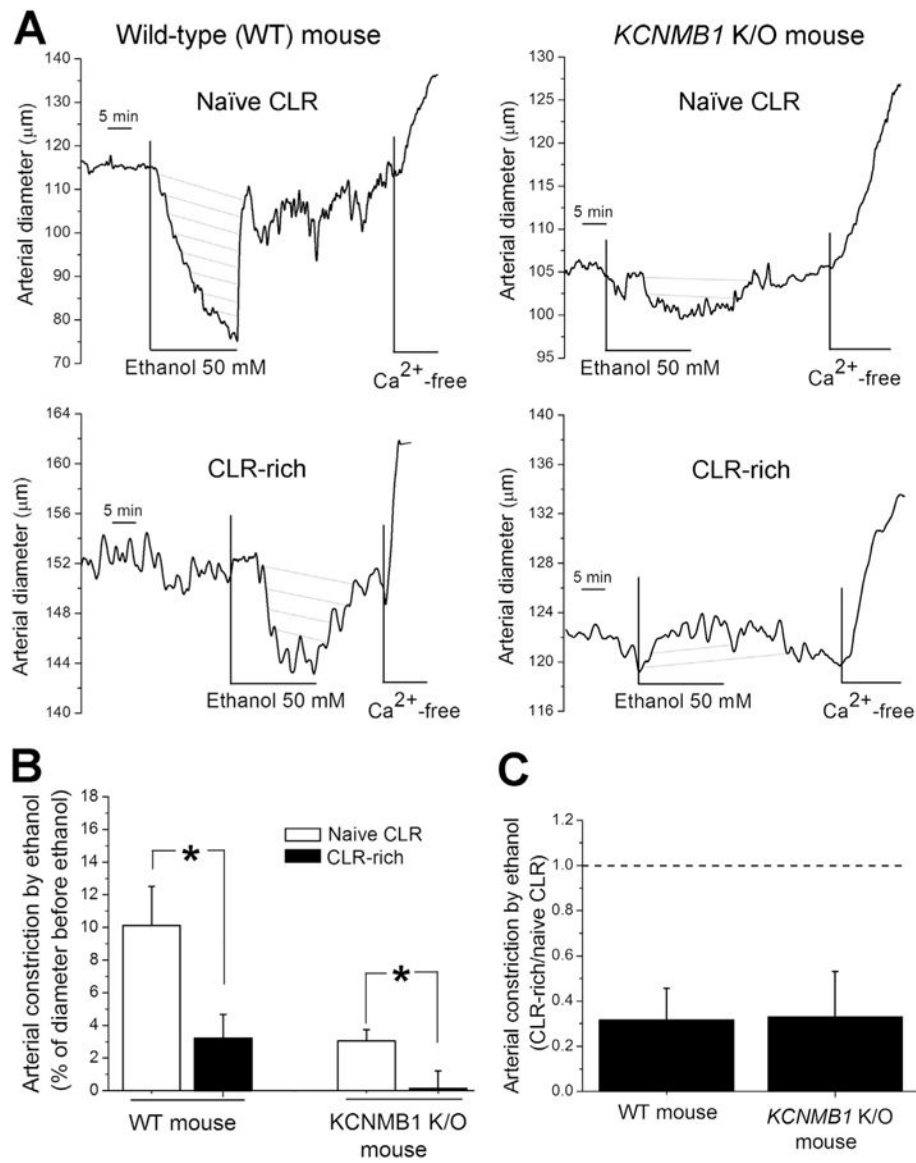 A
Wild-type (WT) mouse
KCNMB1 K/O mouse
Arterial diameter (μm)
140
130
120
110
100
90
80
70
5 min
Naïve CLR
Ethanol 50 mM
Ca2+-free
Arterial diameter (μm)
130
125
120
115
110
105
100
95
5 min
Naïve CLR
Ethanol 50 mM
Ca2+-free
Arterial diameter (μm)
164
160
156
152
148
144
140
5 min
CLR-rich
Ethanol 50 mM
Ca2+-free
Arterial diameter (μm)
140
136
132
128
124
120
116
5 min
CLR-rich
Ethanol 50 mM
Ca2+-free
B
Arterial constriction by ethanol
(% of diameter before ethanol)
18
16
14
12
10
8
6
4
2
0
Naive CLR
CLR-rich
*
*
WT mouse
KCNMB1 K/O
mouse
C
Arterial constriction by ethanol
(CLR-rich/naive CLR)
1.2
1.0
0.8
0.6
0.4
0.2
0.0
WT mouse
KCNMB1 K/O
mouse